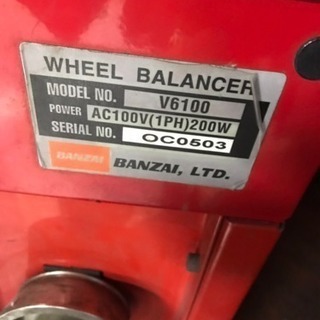 WHEEL BALANCER
MODEL NO. V6100
POWER AC100V(1PH)200W
SERIAL NO. OC0503
BANZAI BANZAI, LTD.